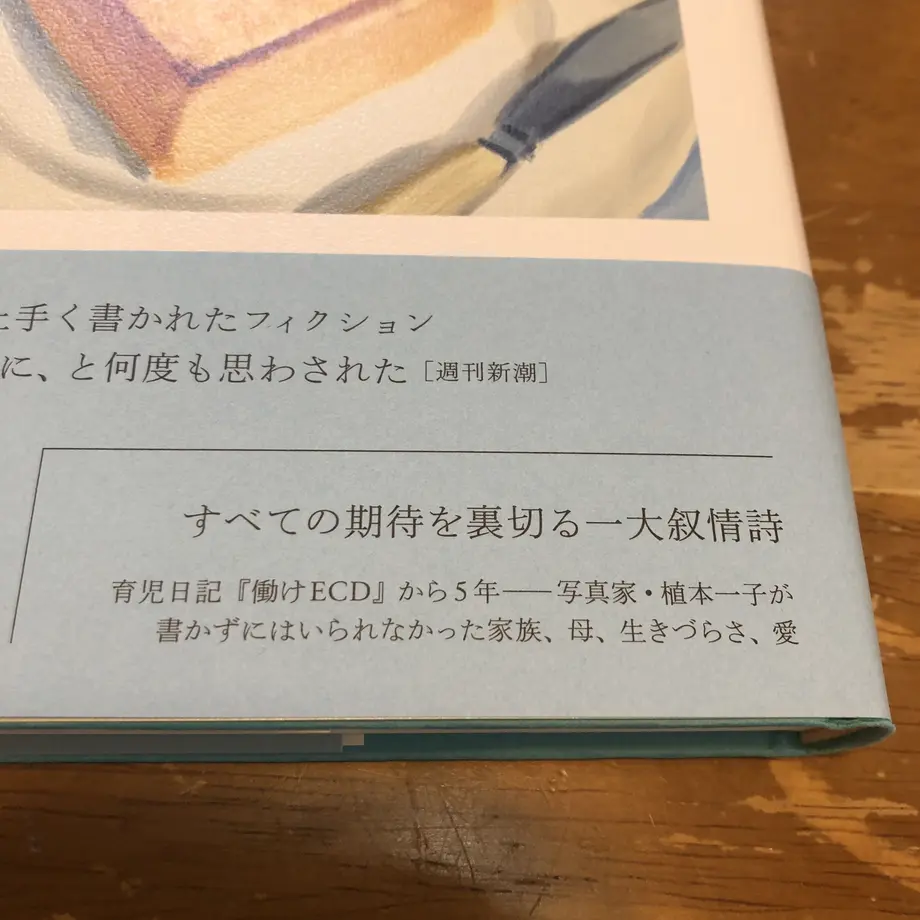 手く書かれたフィクション
に、と何度も思わされた［週刊新潮］
すべての期待を裏切る一大叙情詩
育児日記『働けECD』から5年――写真家・植本一子が
書かずにはいられなかった家族、母、生きづらさ、愛